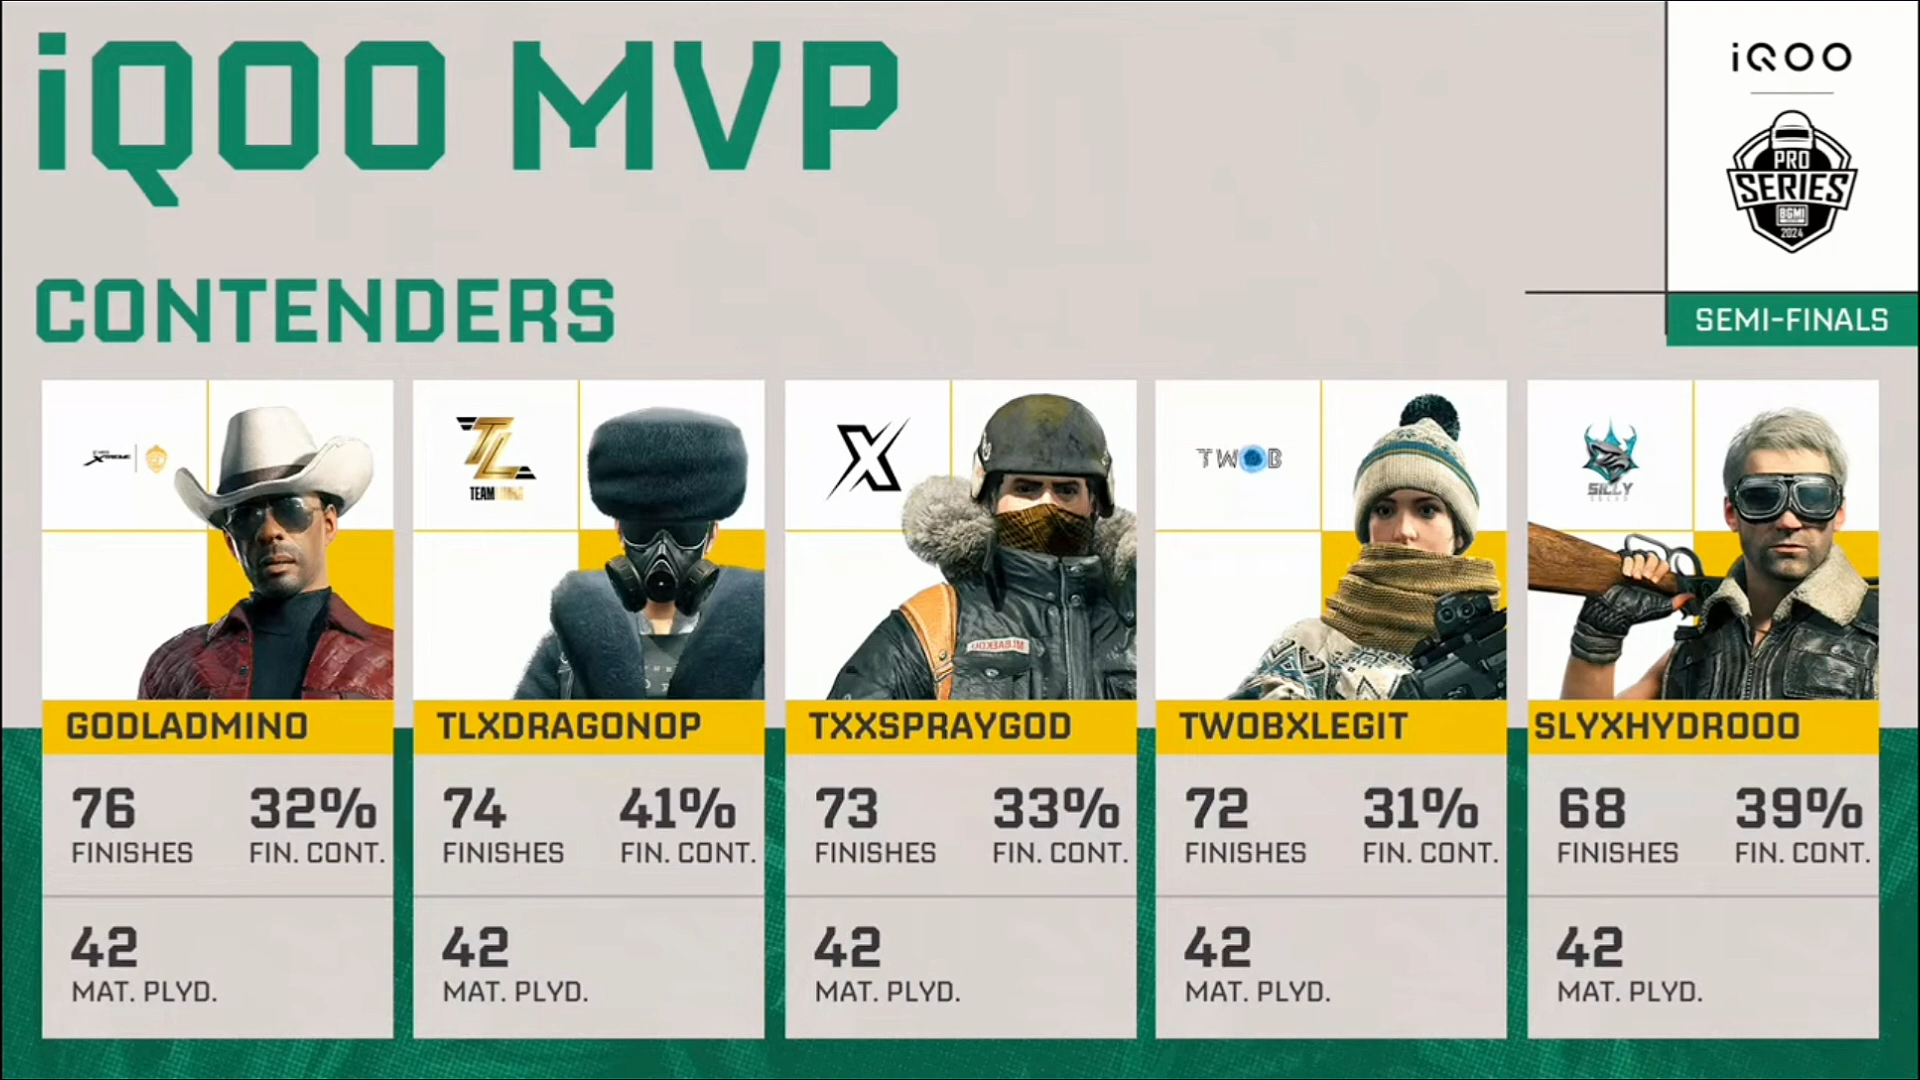 iQOO MVP
CONTENDERS
iQOO
PRO
SERIES
BGMI
2024
SEMI-FINALS
XTREME
TL
TEAM
X
TWOB
SILLY
GODLADMINO
TLXDRAGONOP
TXXSPRAYGOD
TWOBXLEGIT
SLYXHYDROOO
76 32%
FINISHES FIN. CONT.
42
MAT. PLYD.
74 41%
FINISHES FIN. CONT.
42
MAT. PLYD.
73 33%
FINISHES FIN. CONT.
42
MAT. PLYD.
72 31%
FINISHES FIN. CONT.
42
MAT. PLYD.
68 39%
FINISHES FIN. CONT.
42
MAT. PLYD.